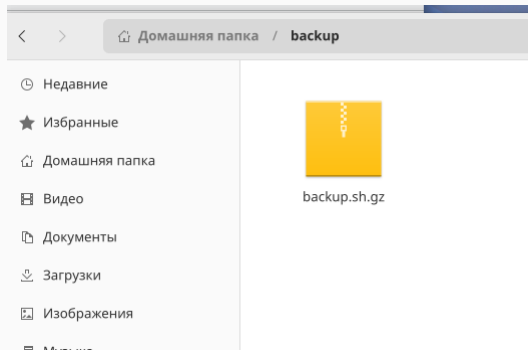 Домашняя папка / backup
Недавние
Избранные
Домашняя папка
Видео
Документы
Загрузки
Изображения
backup.sh.gz